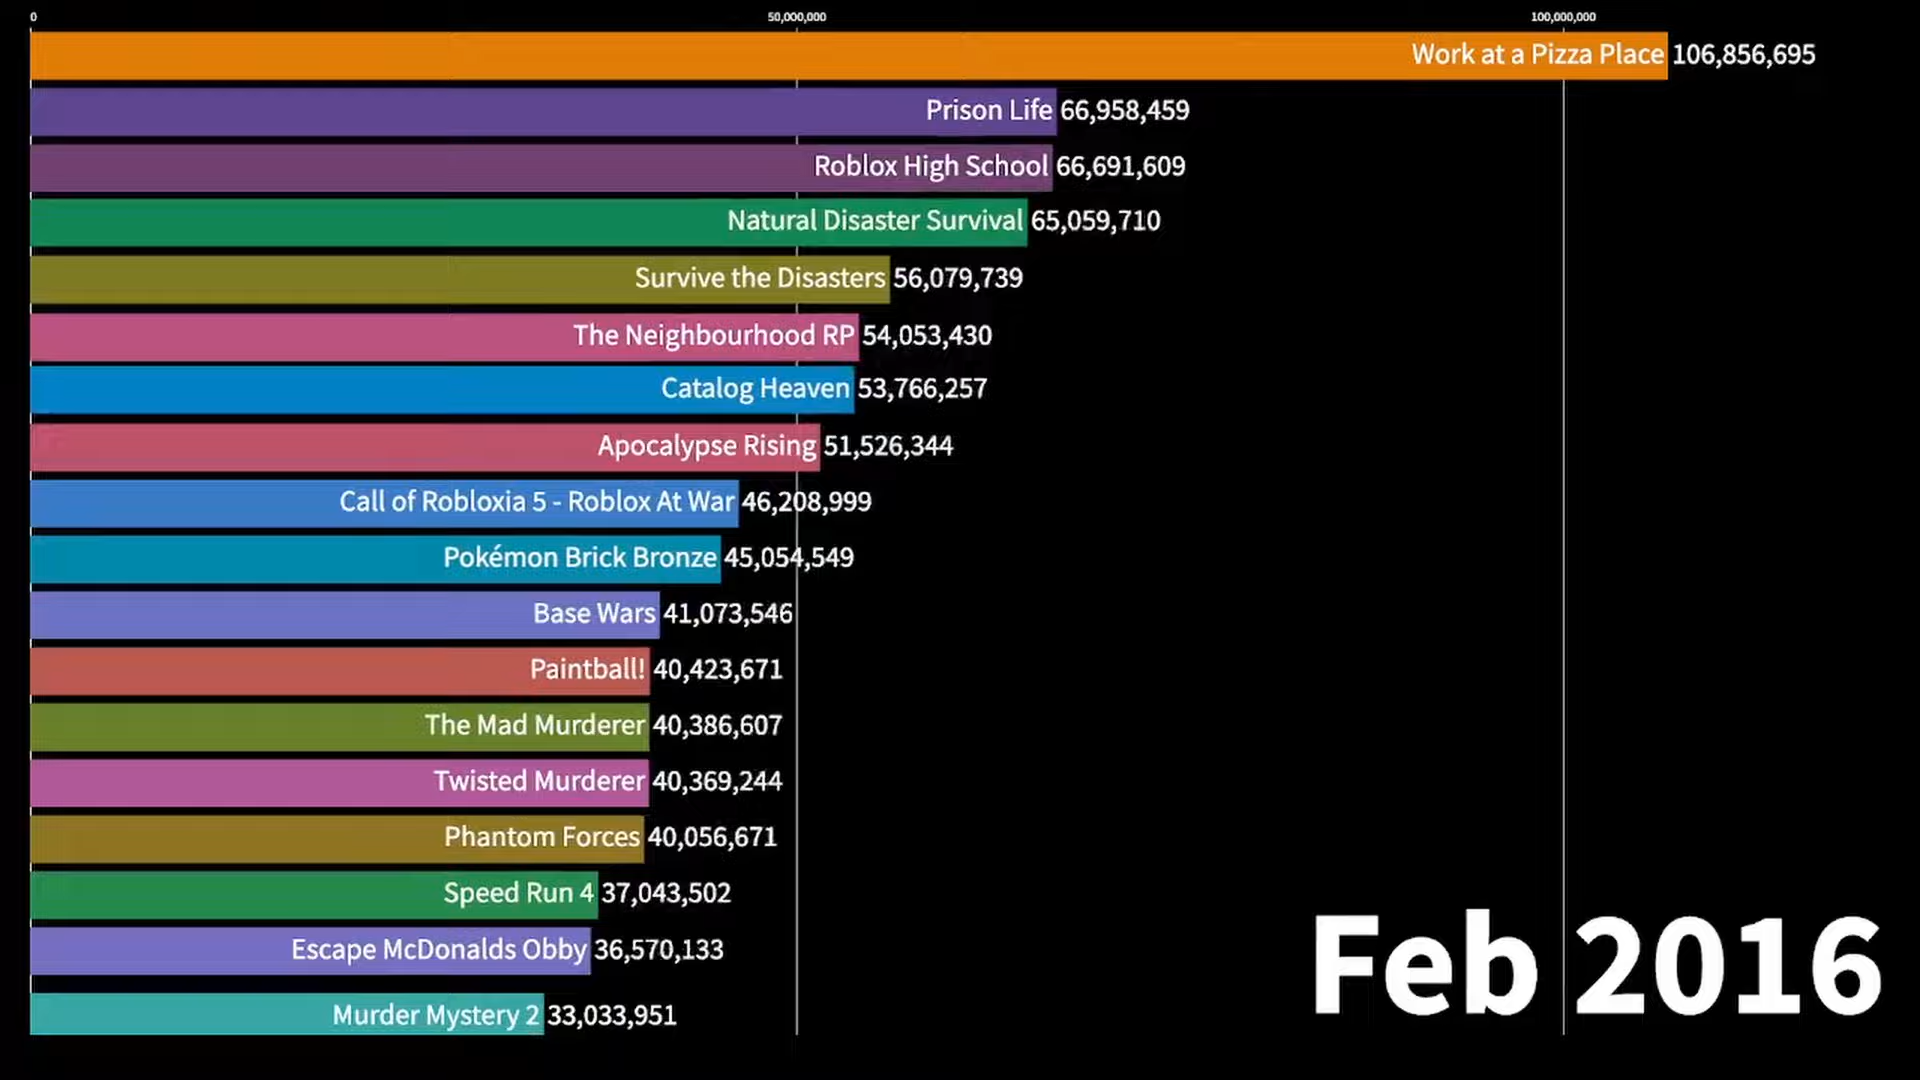 0 50,000,000 100,000,000
Work at a Pizza Place 106,856,695
Prison Life 66,958,459
Roblox High School 66,691,609
Natural Disaster Survival 65,059,710
Survive the Disasters 56,079,739
The Neighbourhood RP 54,053,430
Catalog Heaven 53,766,257
Apocalypse Rising 51,526,344
Call of Robloxia 5 - Roblox At War 46,208,999
Pokémon Brick Bronze 45,054,549
Base Wars 41,073,546
Paintball! 40,423,671
The Mad Murderer 40,386,607
Twisted Murderer 40,369,244
Phantom Forces 40,056,671
Speed Run 4 37,043,502
Escape McDonalds Obby 36,570,133
Murder Mystery 2 33,033,951
Feb 2016